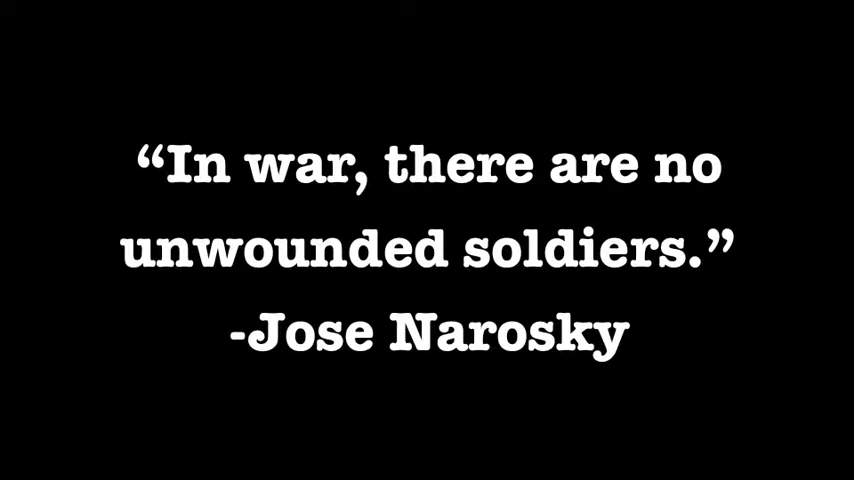 “In war, there are no
unwounded soldiers.”
-Jose Narosky